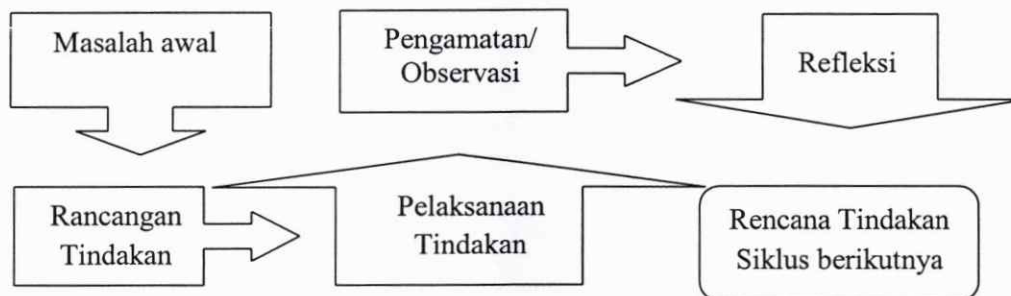 Masalah awal
Pengamatan/
Observasi
Refleksi
Rancangan
Tindakan
Pelaksanaan
Tindakan
Rencana Tindakan
Siklus berikutnya